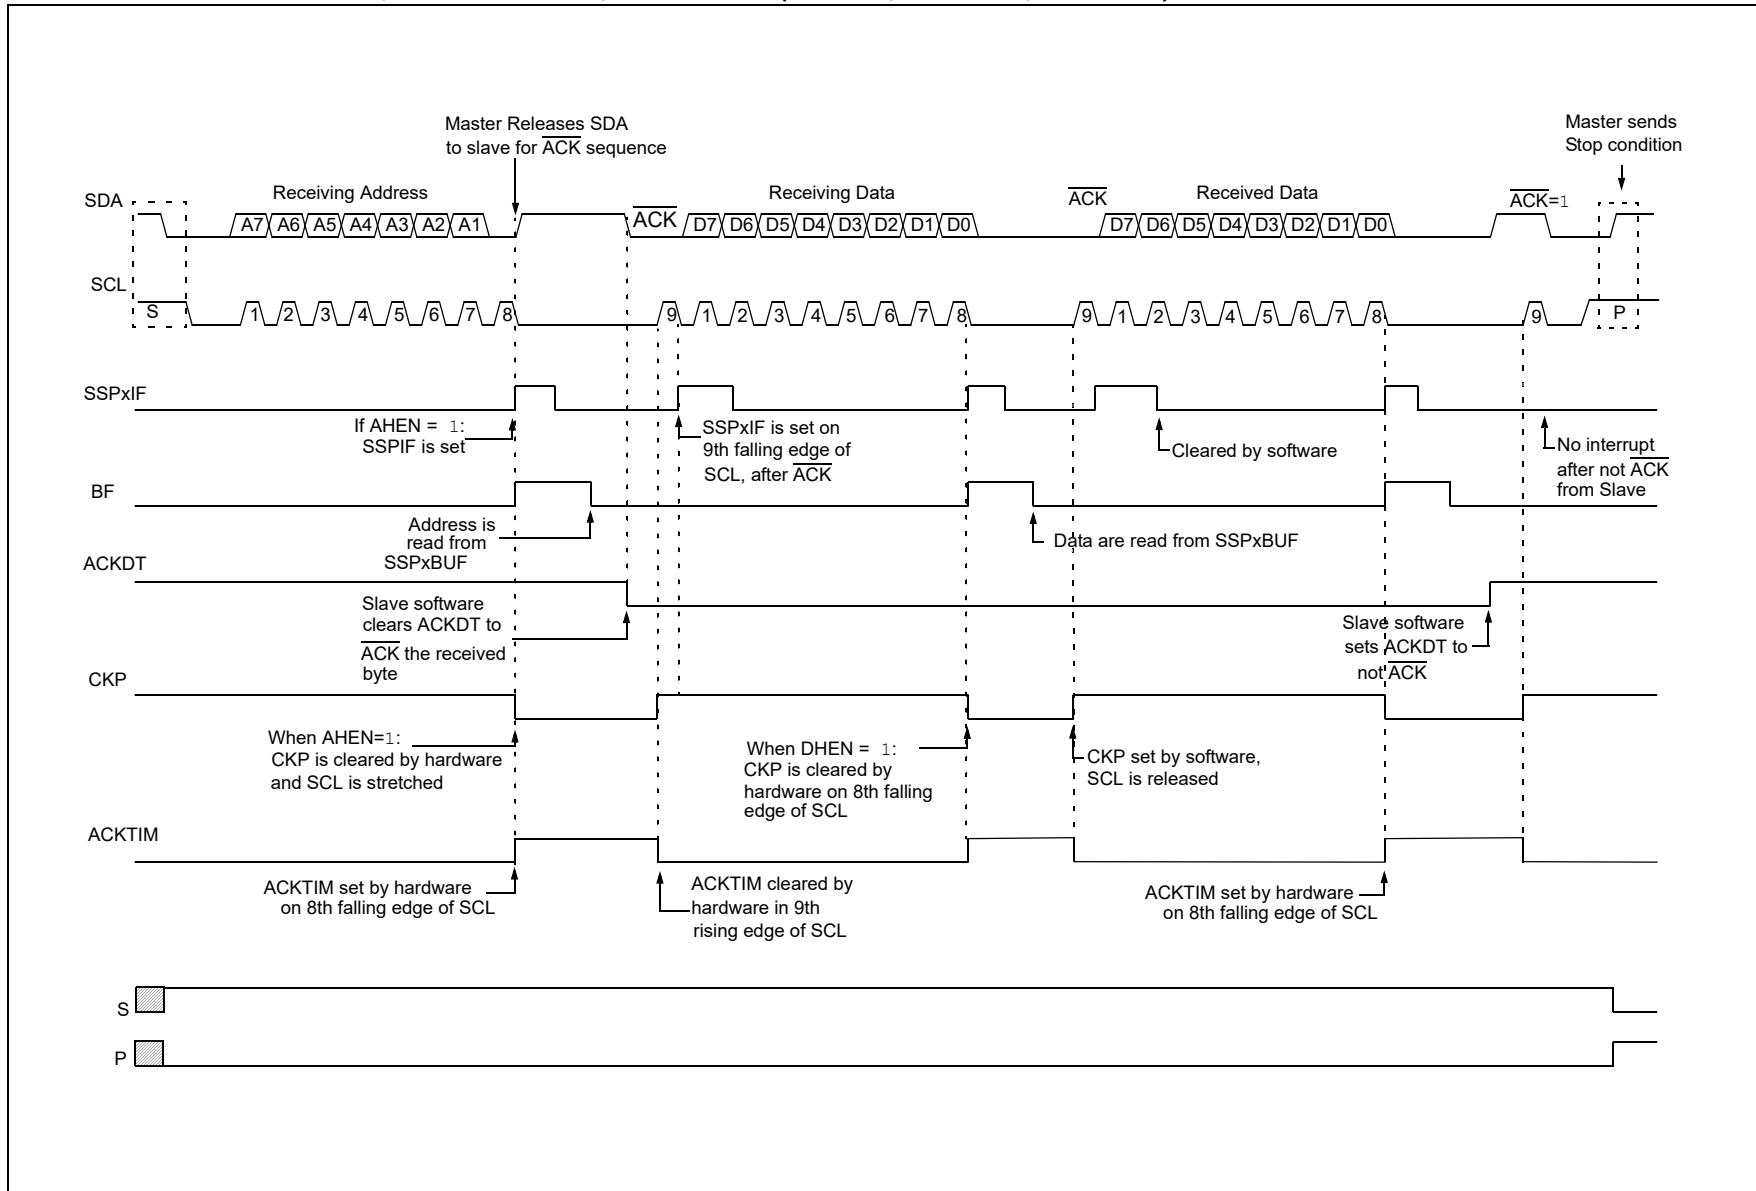 Master Releases SDA
to slave for ACK sequence
Master sends
Stop condition
SDA
Receiving Address
A7 A6 A5 A4 A3 A2 A1
ACK
Receiving Data
D7 D6 D5 D4 D3 D2 D1 D0
ACK
Received Data
D7 D6 D5 D4 D3 D2 D1 D0
ACK=1
SCL
S
1 2 3 4 5 6 7 8 9 1 2 3 4 5 6 7 8 9 1 2 3 4 5 6 7 8 9
P
SSPxIF
If AHEN = 1:
SSPIF is set
SSPxIF is set on
9th falling edge of
SCL, after ACK
Cleared by software
No interrupt
after not ACK
from Slave
BF
Address is
read from
SSPxBUF
Data are read from SSPxBUF
ACKDT
Slave software
clears ACKDT to
ACK the received
byte
Slave software
sets ACKDT to
not ACK
CKP
When AHEN=1:
CKP is cleared by hardware
and SCL is stretched
When DHEN = 1:
CKP is cleared by
hardware on 8th falling
edge of SCL
CKP set by software,
SCL is released
ACKTIM
ACKTIM set by hardware
on 8th falling edge of SCL
ACKTIM cleared by
hardware in 9th
rising edge of SCL
ACKTIM set by hardware
on 8th falling edge of SCL
S
P